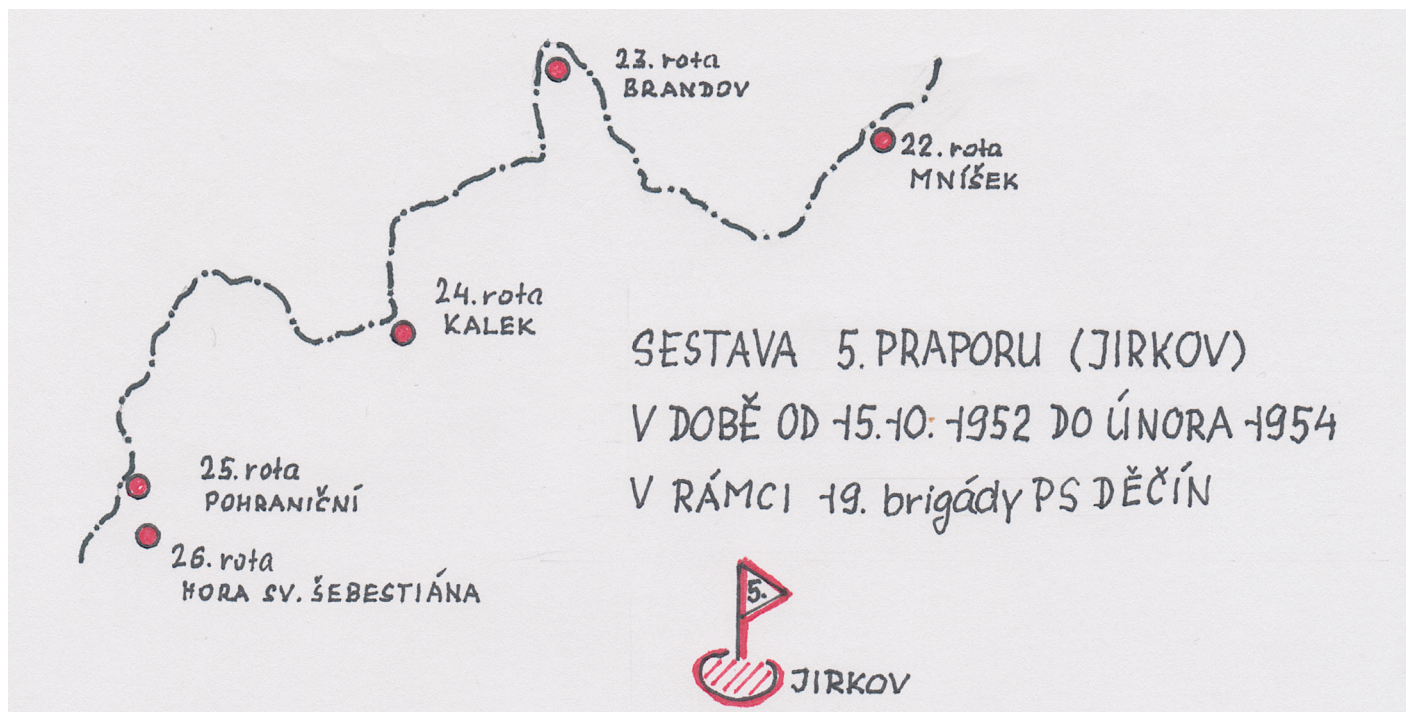 23. rota
BRANDOV
22. rota
MNÍŠEK
24. rota
KALEK
SESTAVA 5. PRAPORU (JIRKOV)
V DOBĚ OD 15.10. 1952 DO ÚNORA 1954
V RÁMCI 19. brigády PS DĚČÍN
25. rota
POHRANIČNÍ
26. rota
HORA SV. ŠEBESTIÁNA
5.
JIRKOV